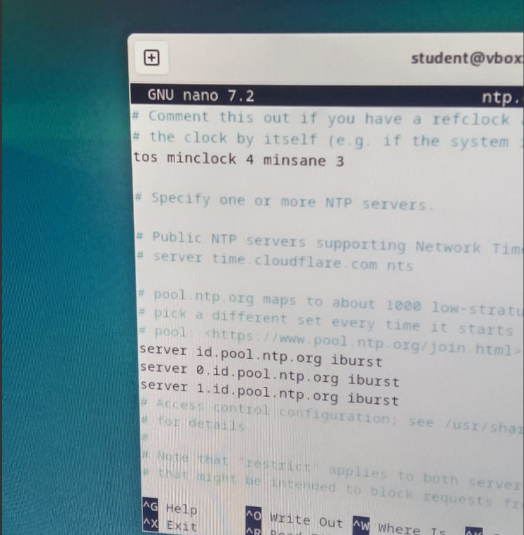 student@vbox
GNU nano 7.2 ntp.
# Comment this out if you have a refclock
# the clock by itself (e.g. if the system
tos minclock 4 minsane 3
# Specify one or more NTP servers.
# Public NTP servers supporting Network Time
# server time.cloudflare.com nts
# pool.ntp.org maps to about 1000 low-stratu
# pick a different set every time it starts
# pool: <https://www.pool.ntp.org/join.html>
server id.pool.ntp.org iburst
server 0.id.pool.ntp.org iburst
server 1.id.pool.ntp.org iburst
# Access control configuration; see /usr/shar
# for details.
#
# Note that "restrict" applies to both server
# that might be intended to block requests fr
^G Help ^O Write Out ^W Where Is
^X Exit ^R Read